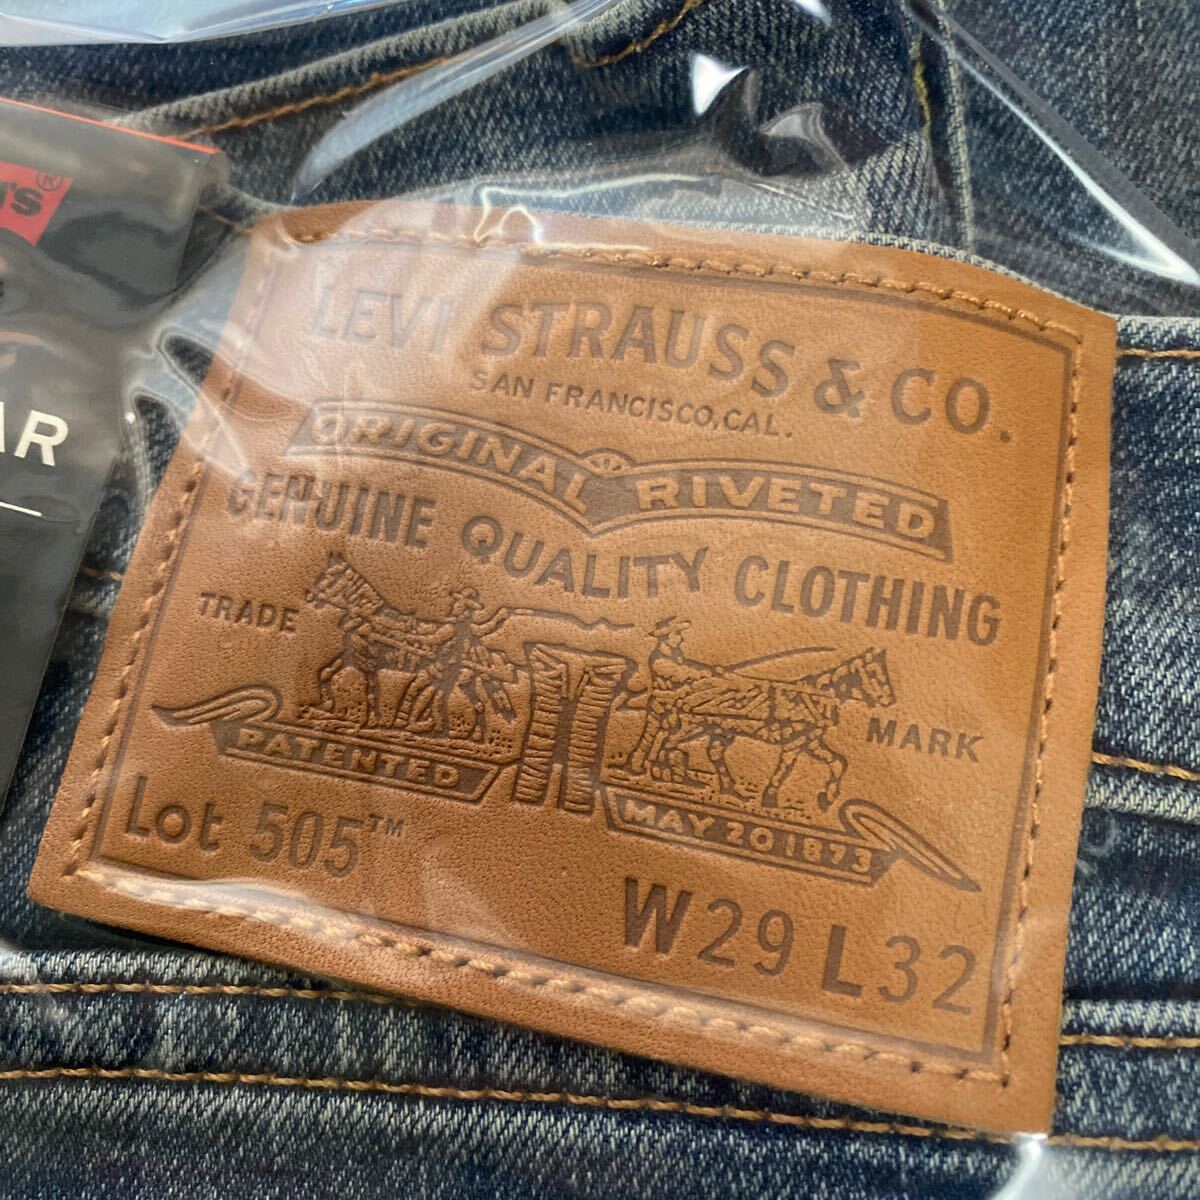 's®
AR
LEVI STRAUSS & CO.
SAN FRANCISCO, CAL.
ORIGINAL RIVETED
GENUINE QUALITY CLOTHING
TRADE MARK
PATENTED MAY 20 1873
Lot 505™
W29 L32